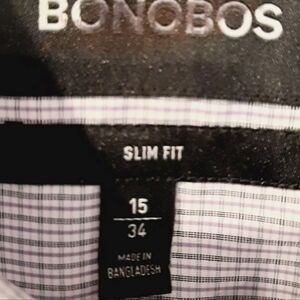 BONOBOS
SLIM FIT
15
34
MADE IN
BANGLADESH